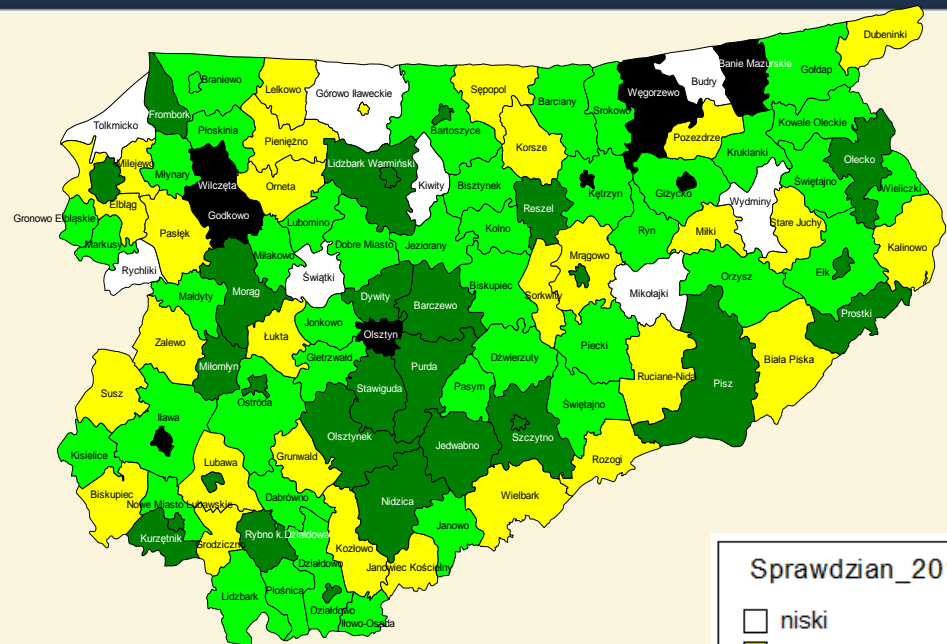 Dubeninki
Banie Mazurskie
Gołdap
Budry
Węgorzewo
Górowo Iławeckie
Lelkowo
Braniewo
Sępopol
Barciany
Srokowo
Frombork
Tolkmicko
Płoskinia
Bartoszyce
Kowale Oleckie
Pozezdrze
Pieniężno
Korsze
Kruklanki
Milejewo
Lidzbark Warmiński
Olecko
Młynary
Wilczęta
Orneta
Kiwity
Bisztynek
Kętrzyn
Giżycko
Świętajno
Wieliczki
Elbląg
Reszel
Wydminy
Gronowo Elbląskie
Godkowo
Lubomino
Kolno
Stare Juchy
Pasłęk
Ryn
Miłki
Markusy
Dobre Miasto
Jeziorany
Kalinowo
Miłakowo
Mrągowo
Rychliki
Świątki
Orzysz
Ełk
Małdyty
Morąg
Dywity
Biskupiec
Sorkwity
Mikołajki
Barczewo
Prostki
Jonkowo
Olsztyn
Zalewo
Łukta
Gietrzwałd
Dźwierzuty
Piecki
Biała Piska
Miłomłyn
Purda
Ruciane-Nida
Pisz
Susz
Stawiguda
Pasym
Ostróda
Świętajno
Iława
Olsztynek
Szczytno
Jedwabno
Kisielice
Lubawa
Grunwald
Rozogi
Biskupiec
Dąbrówno
Wielbark
Nowe Miasto Lubawskie
Nidzica
Janowo
Kurzętnik
Grodziczno
Rybno k.Działdowa
Kozłowo
Działdowo
Janowiec Kościelny
Lidzbark
Płośnica
Działdowo
Iłowo-Osada
Sprawdzian_20
niski